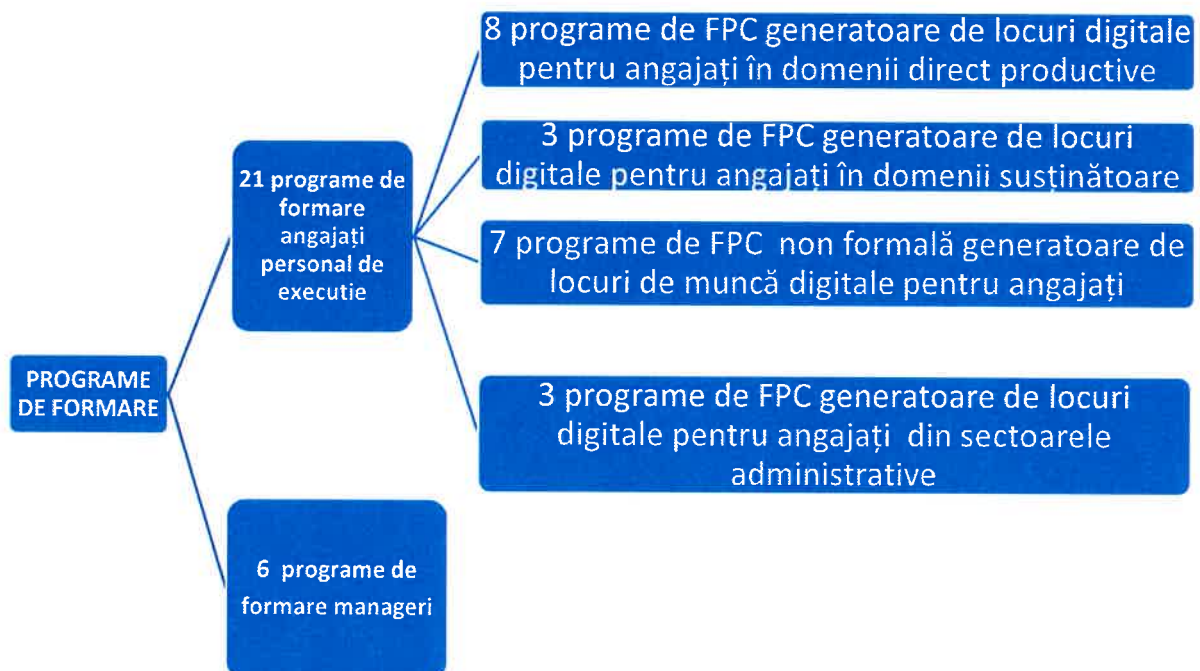 8 programe de FPC generatoare de locuri digitale
pentru angajați în domenii direct productive
3 programe de FPC generatoare de locuri
digitale pentru angajați în domenii susținătoare
21 programe de
formare
angajați
personal de
executie
7 programe de FPC non formală generatoare de
locuri de muncă digitale pentru angajați
PROGRAME
DE FORMARE
3 programe de FPC generatoare de locuri
digitale pentru angajați din sectoarele
administrative
6 programe de
formare manageri